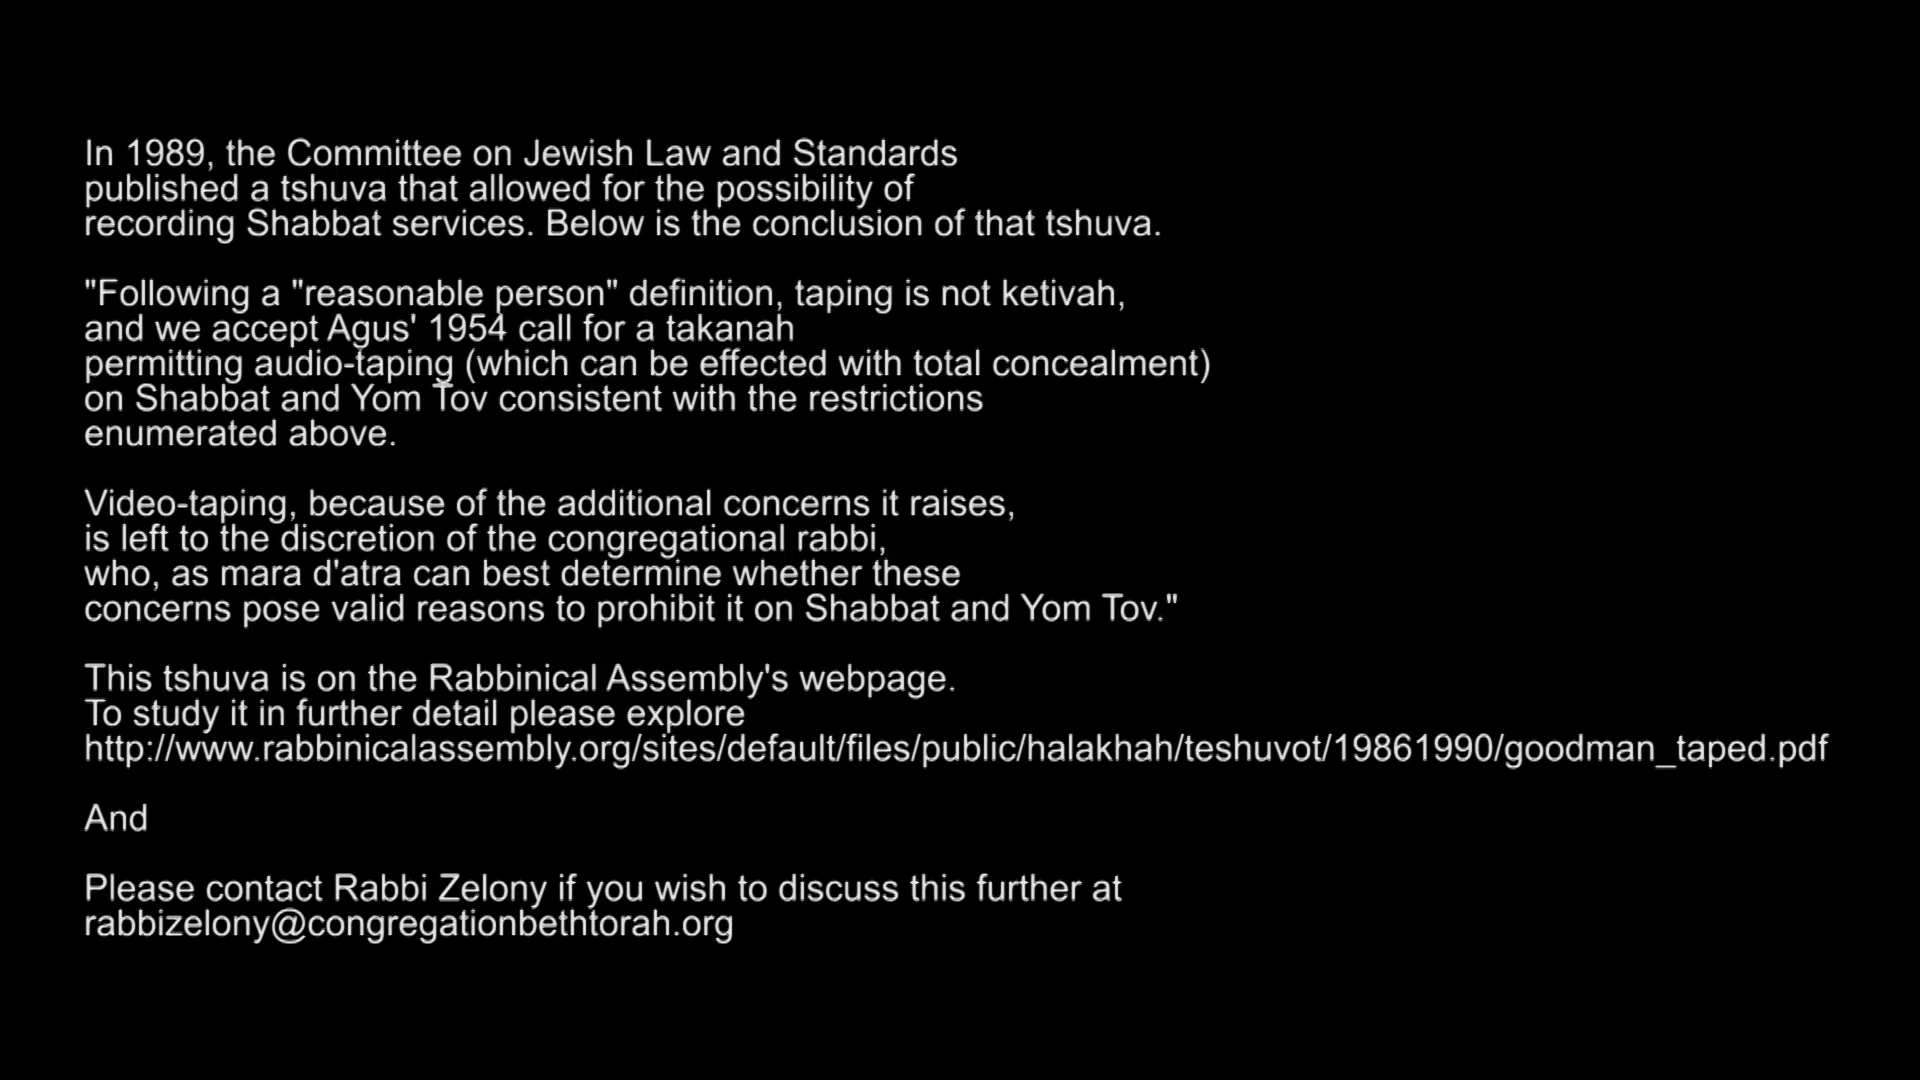 In 1989, the Committee on Jewish Law and Standards
published a tshuva that allowed for the possibility of
recording Shabbat services. Below is the conclusion of that tshuva.
"Following a "reasonable person" definition, taping is not ketivah,
and we accept Agus' 1954 call for a takanah
permitting audio-taping (which can be effected with total concealment)
on Shabbat and Yom Tov consistent with the restrictions
enumerated above.
Video-taping, because of the additional concerns it raises,
is left to the discretion of the congregational rabbi,
who, as mara d'atra can best determine whether these
concerns pose valid reasons to prohibit it on Shabbat and Yom Tov."
This tshuva is on the Rabbinical Assembly's webpage.
To study it in further detail please explore
http://www.rabbinicalassembly.org/sites/default/files/public/halakhah/teshuvot/19861990/goodman_taped.pdf
And
Please contact Rabbi Zelony if you wish to discuss this further at
rabbizelony@congregationbethtorah.org